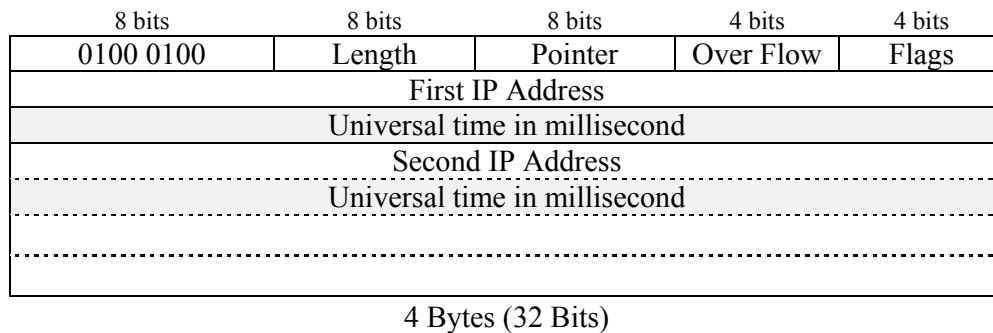 8 bits 8 bits 8 bits 4 bits 4 bits
0100 0100 Length Pointer Over Flow Flags
First IP Address
Universal time in millisecond
Second IP Address
Universal time in millisecond
4 Bytes (32 Bits)